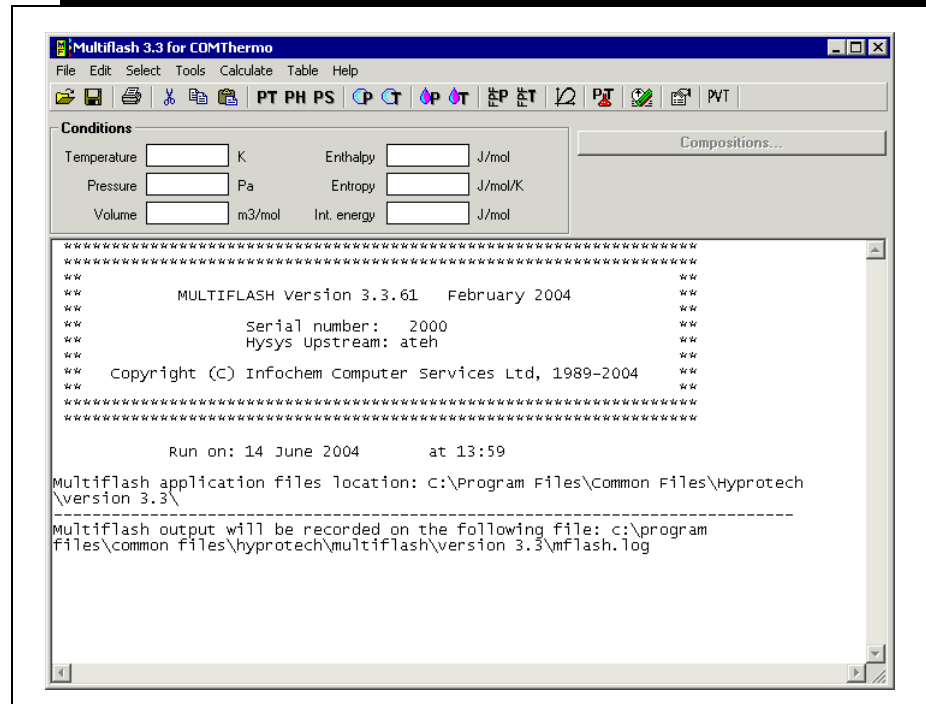 Multiflash 3.3 for COMThermo
File Edit Select Tools Calculate Table Help
PT PH PS P T P T P T PVT
Conditions
Temperature K Enthalpy J/mol
Compositions...
Pressure Pa Entropy J/mol/K
Volume m3/mol Int. energy J/mol
******************************************************************
******************************************************************
** **
** MULTIFLASH Version 3.3.61 February 2004 **
** **
** Serial number: 2000 **
** Hysys Upstream: ateh **
** **
** Copyright (C) Infochem Computer Services Ltd, 1989-2004 **
** **
******************************************************************
******************************************************************
Run on: 14 June 2004 at 13:59
Multiflash application files location: C:\Program Files\Common Files\Hyprotech
\version 3.3\
------------------------------------------------------------------------------
Multiflash output will be recorded on the following file: c:\program
files\common files\hyprotech\multiflash\version 3.3\mflash.log